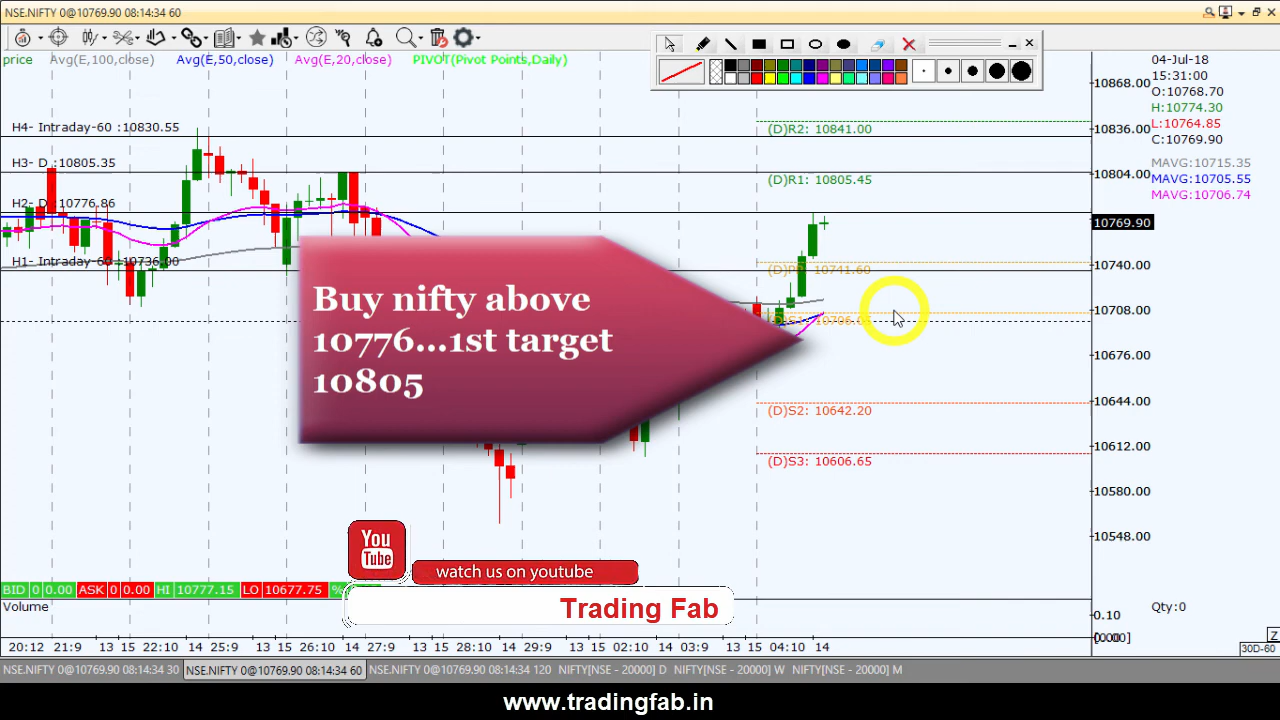 NSE.NIFTY 0@10769.90 08:14:34 60
price Avg(E,100,close) Avg(E,50,close) Avg(E,20,close) PIVOT(Pivot Points,Daily)
04-Jul-18
15:31:00
O:10768.70
H:10774.30
L:10764.85
C:10769.90
MAVG:10715.35
MAVG:10705.55
MAVG:10706.74
H4- Intraday-60 :10830.55
H3- D :10805.35
H2- D :10776.86
H1- Intraday-60 :10736.00
(D)R2: 10841.00
(D)R1: 10805.45
10741.60
(D)S2: 10642.20
(D)S3: 10606.65
10868.00
10836.00
10804.00
10769.90
10740.00
10708.00
10676.00
10644.00
10612.00
10580.00
10548.00
Buy nifty above
10776...1st target
10805
You
Tube
watch us on youtube
Trading Fab
BID 0 0.00 ASK 0 0.00 HI 10777.15 LO 10677.75 %
Volume
0.10
Qty:0
Z
20:12 13 15 22:9 13 15 14 25:9 13 15 26:10 13 14 27:9 13 15 28:10 13 14 29:9 13 15 02:10 14 03:9 13 15 04:10 14
30D-60
NSE.NIFTY 0@10769.90 08:14:34 30 NSE.NIFTY 0@10769.90 08:14:34 60 NSE.NIFTY 0@10769.90 08:14:34 120 NIFTY[NSE - 20000] D NIFTY[NSE - 20000] W NIFTY[NSE - 20000] M
www.tradingfab.in